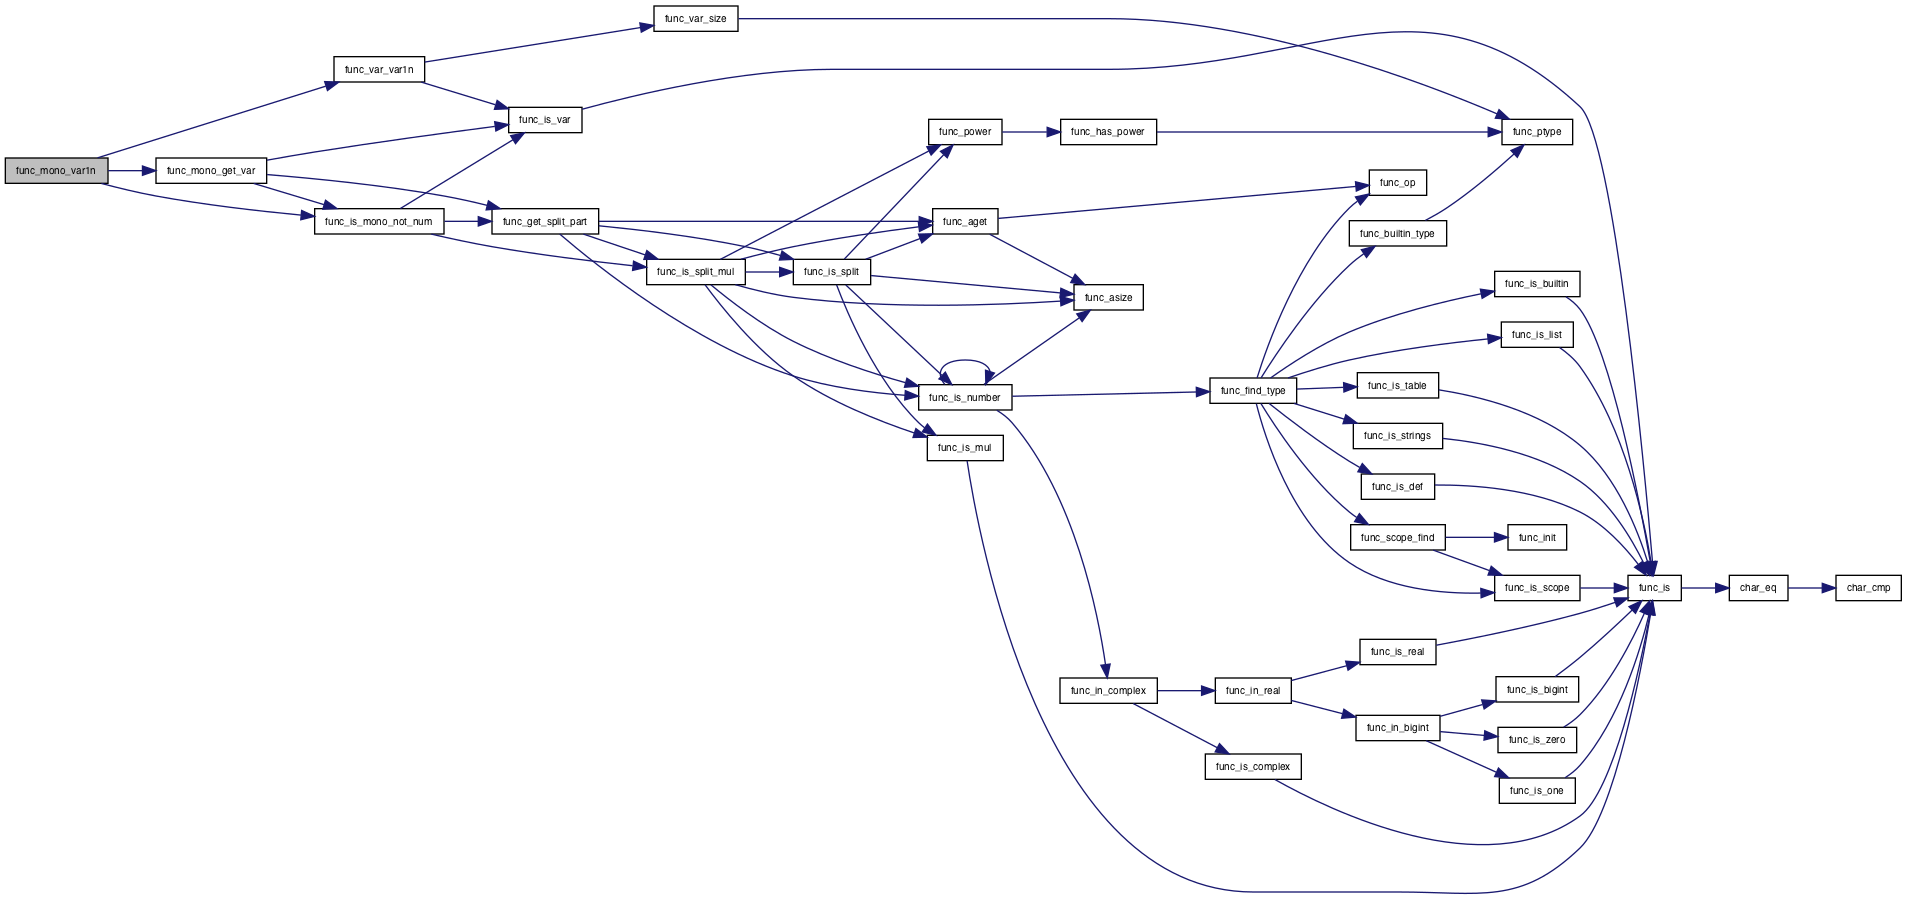 func_var_size
func_var_var1n
func_is_var
func_power
func_has_power
func_ptype
func_mono_var1n
func_mono_get_var
func_op
func_is_mono_not_num
func_get_split_part
func_aget
func_builtin_type
func_is_split_mul
func_is_split
func_asize
func_is_builtin
func_is_list
func_is_number
func_find_type
func_is_table
func_is_mul
func_is_strings
func_is_def
func_scope_find
func_init
func_is_scope
func_is
char_eq
char_cmp
func_is_real
func_in_complex
func_in_real
func_is_bigint
func_in_bigint
func_is_zero
func_is_complex
func_is_one